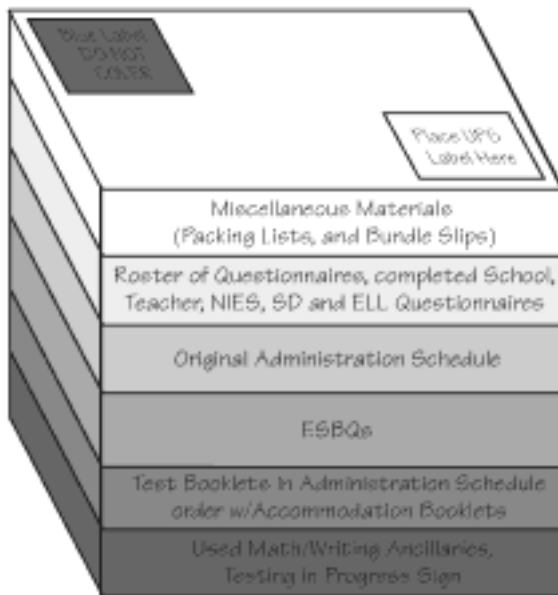 Blue Label
DO NOT
COVER
Place UPS
Label Here
Miscellaneous Materials
(Packing Lists, and Bundle Slips)
Roster of Questionnaires, completed School,
Teacher, NIES, SD and ELL Questionnaires
Original Administration Schedule
ESBQs
Test Booklets in Administration Schedule
order w/Accommodation Booklets
Used Math/Writing Ancillaries,
Testing in Progress Sign